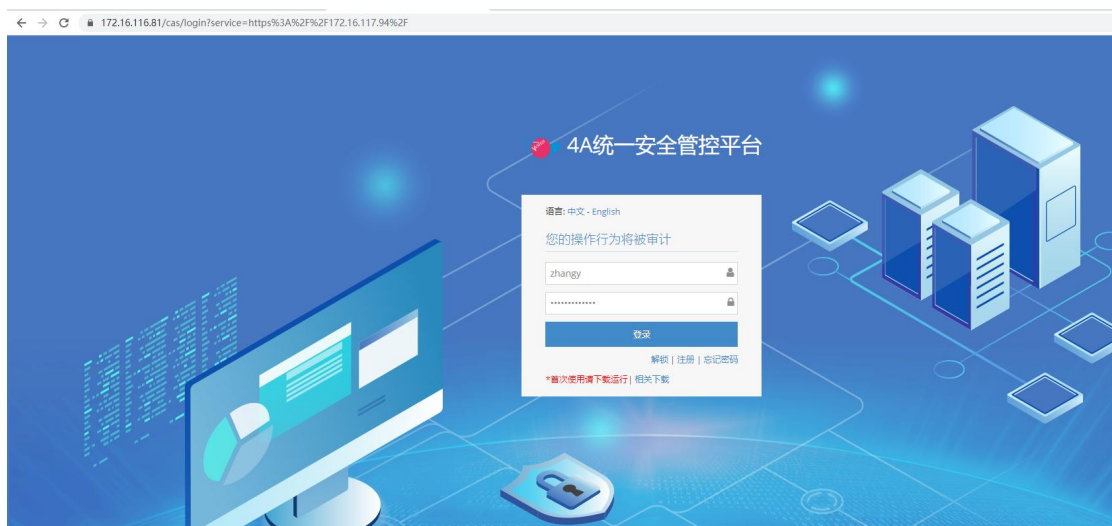 172.16.116.81/cas/login?service=https%3A%2F%2F172.16.117.94%2F
4A统一安全管控平台
语言: 中文 - English
您的操作行为将被审计
zhangy
•••••••••••••
登录
解锁 | 注册 | 忘记密码
*首次使用请下载运行| 相关下载